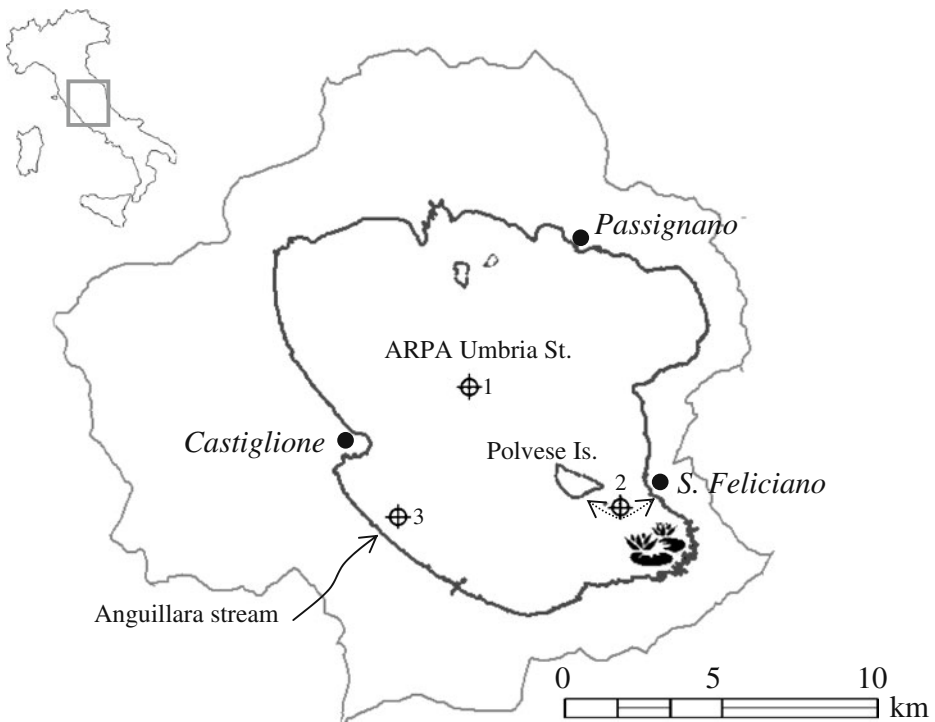 Passignano
ARPA Umbria St.
1
Castiglione
Polvese Is.
2
S. Feliciano
3
Anguillara stream
0 5 10
km